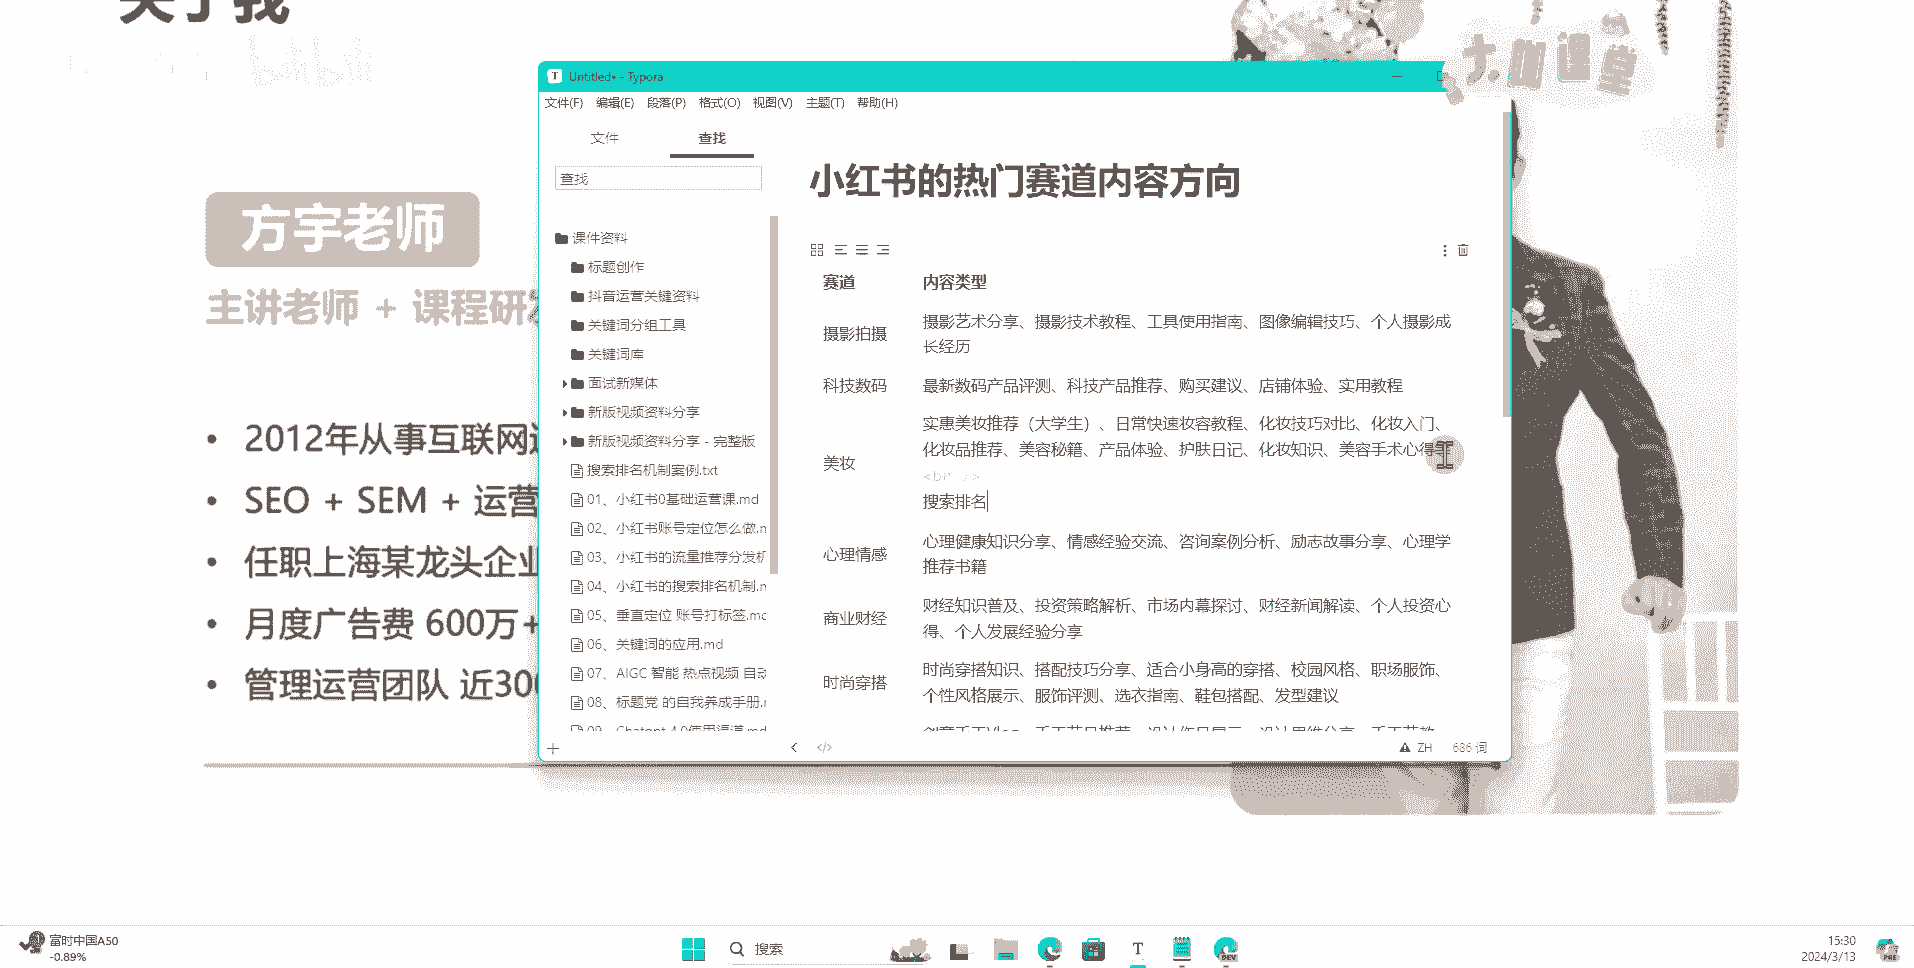 关于我
bilibili
大咖课堂
方宇老师
主讲老师 + 课程研
2012年从事互联网
SEO + SEM + 运营
任职上海某龙头企业
月度广告费 600万+
管理运营团队 近30
Untitled• - Typora
文件(F) 编辑(E) 段落(P) 格式(O) 视图(V) 主题(T) 帮助(H)
文件 查找
查找
课件资料
标题创作
抖音运营关键资料
关键词分组工具
关键词库
面试新媒体
新版视频资料分享
新版视频资料分享 - 完整版
搜索排名机制案例.txt
01、小红书0基础运营课.md
02、小红书账号定位怎么做.m
03、小红书的流量推荐分发机
04、小红书的搜索排名机制.m
05、垂直定位 账号打标签.md
06、关键词的应用.md
07、AIGC 智能 热点视频 自动
08、标题党 的自我养成手册.m
09、Chatgpt 4.0使用渠道.md
小红书的热门赛道内容方向
赛道 内容类型
摄影拍摄 摄影艺术分享、摄影技术教程、工具使用指南、图像编辑技巧、个人摄影成
长经历
科技数码 最新数码产品评测、科技产品推荐、购买建议、店铺体验、实用教程
美妆 实惠美妆推荐（大学生）、日常快速妆容教程、化妆技巧对比、化妆入门、
化妆品推荐、美容秘籍、产品体验、护肤日记、化妆知识、美容手术心得等
搜索排名
心理情感 心理健康知识分享、情感经验交流、咨询案例分析、励志故事分享、心理学
推荐书籍
商业财经 财经知识普及、投资策略解析、市场内幕探讨、财经新闻解读、个人投资心
得、个人发展经验分享
时尚穿搭 时尚穿搭知识、搭配技巧分享、适合小身高的穿搭、校园风格、职场服饰、
个性风格展示、服饰评测、选衣指南、鞋包搭配、发型建议
ZH 686 词
富时中国A50
-0.89%
搜索
15:30
2024/3/13